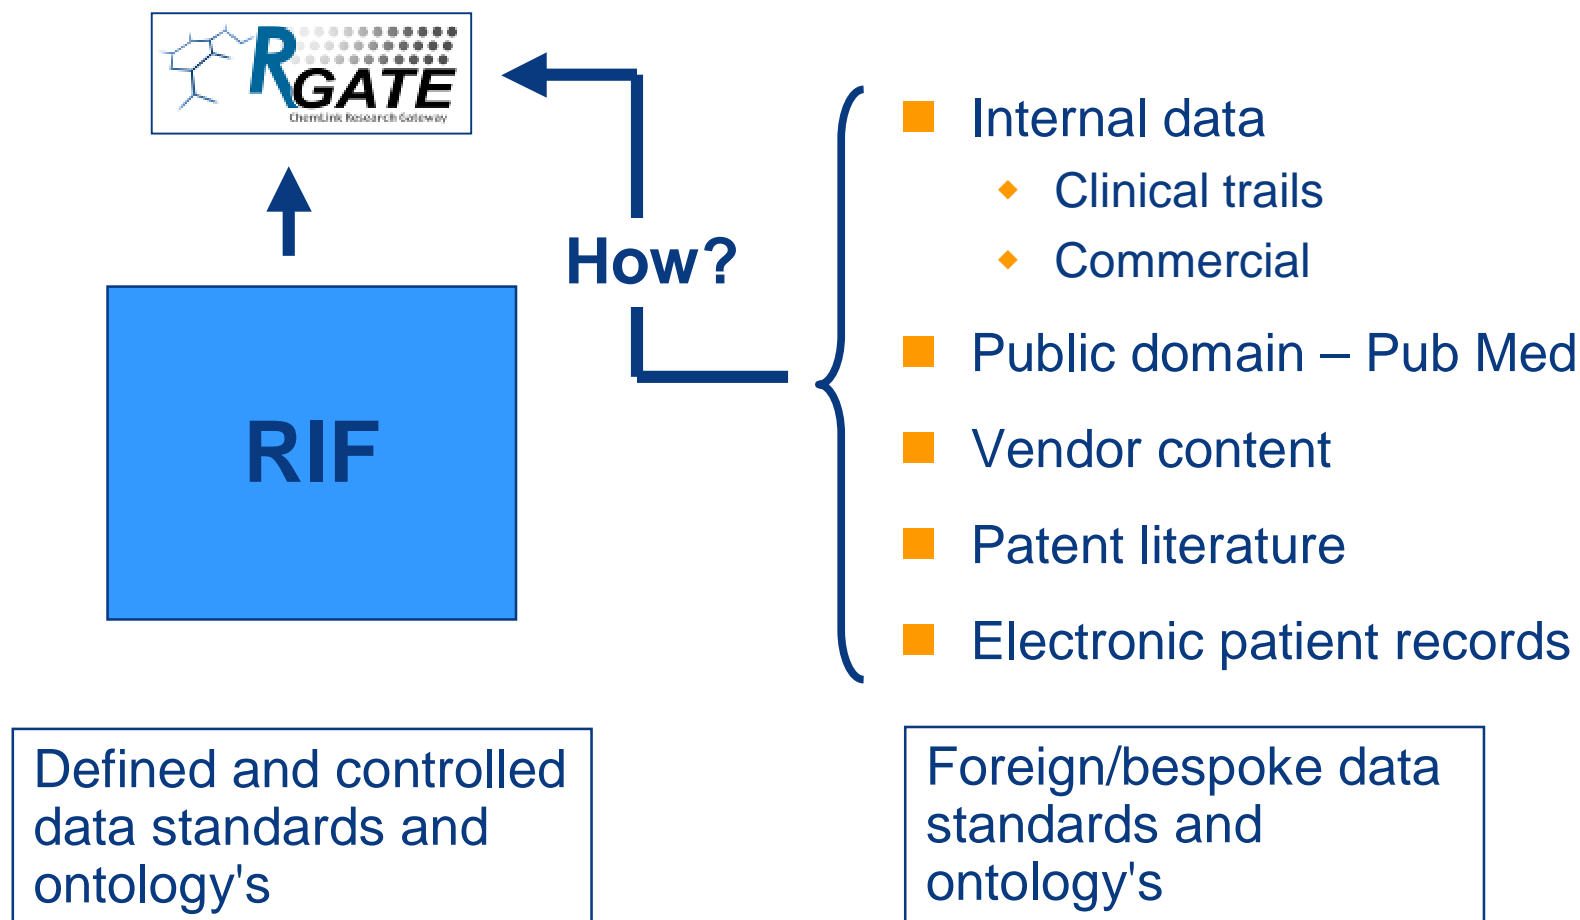 RGATE
ChemLink Research Gateway
How?
RIF
Internal data
Clinical trails
Commercial
Public domain – Pub Med
Vendor content
Patent literature
Electronic patient records
Defined and controlled
data standards and
ontology's
Foreign/bespoke data
standards and
ontology's